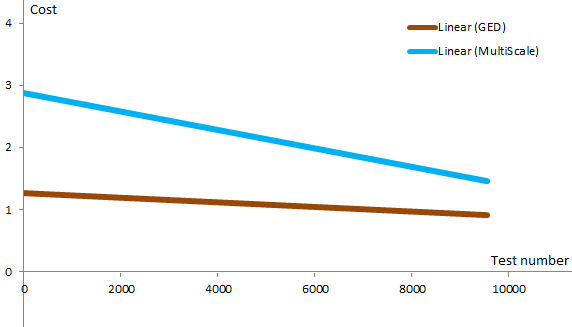 Cost
4
Linear (GED)
Linear (MultiScale)
3
2
1
0
Test number
0 2000 4000 6000 8000 10000